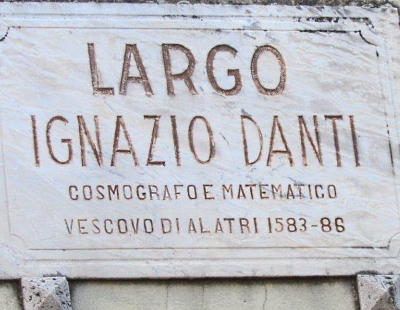 LARGO
IGNAZIO DANTI
COSMOGRAFO E MATEMATICO
VESCOVO DI ALATRI 1583-86